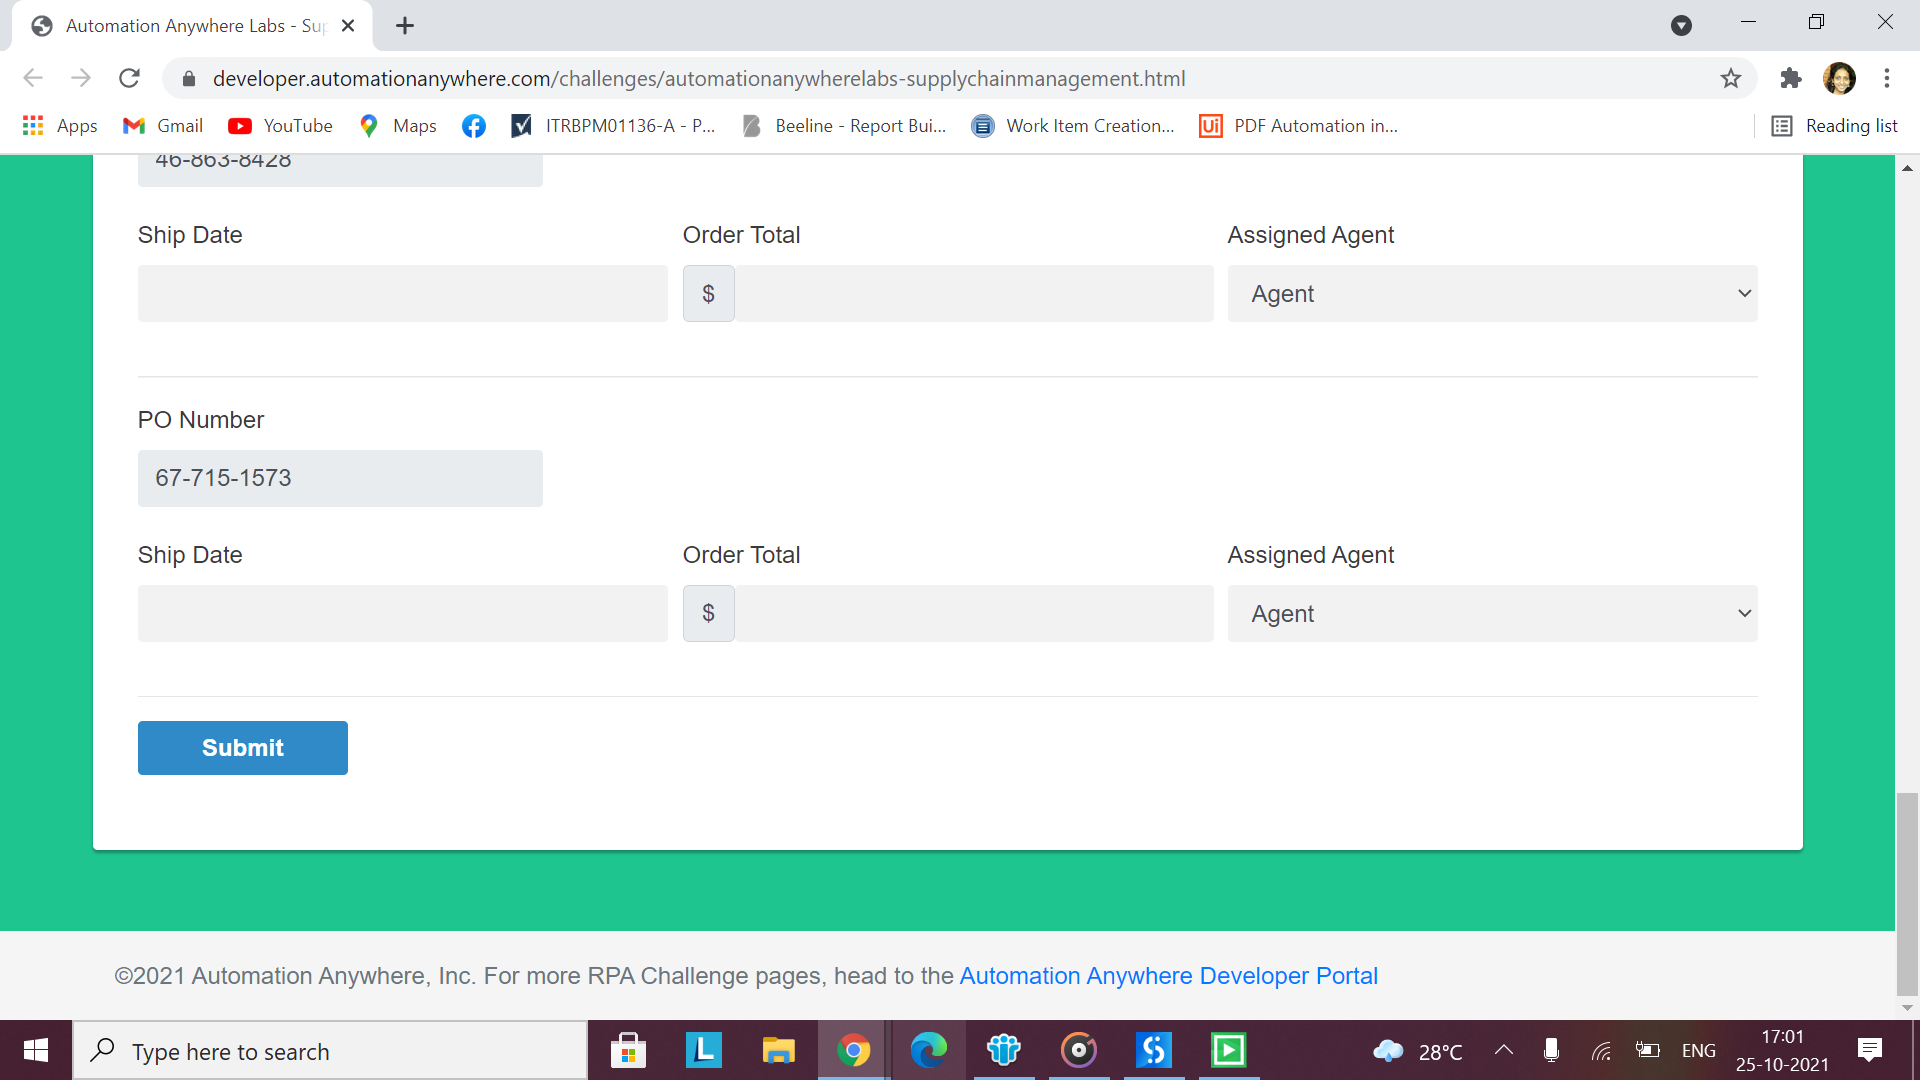 Automation Anywhere Labs - Sup
developer.automationanywhere.com/challenges/automationanywherelabs-supplychainmanagement.html
Apps Gmail YouTube Maps ITRBPM01136-A - P... Beeline - Report Bui... Work Item Creation... Ui PDF Automation in... Reading list
46-863-8428
Ship Date Order Total Assigned Agent
$ Agent
PO Number
67-715-1573
Ship Date Order Total Assigned Agent
$ Agent
Submit
©2021 Automation Anywhere, Inc. For more RPA Challenge pages, head to the Automation Anywhere Developer Portal
Type here to search L 28°C ENG 17:01
25-10-2021